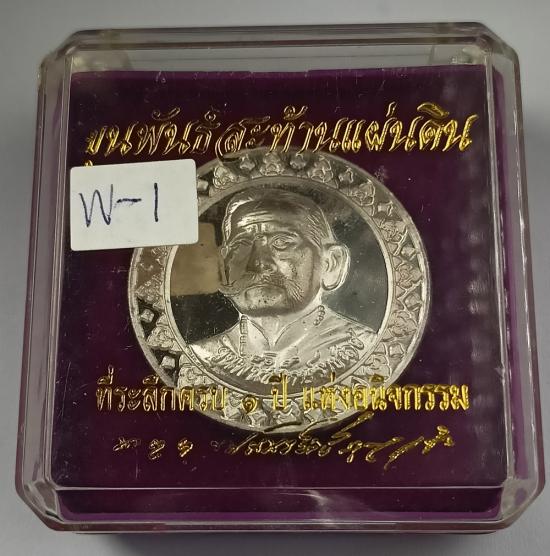 ขุนพันธ์สะท้านแผ่นดิน
W-1
ที่ระลึกครบ ๑ ปี แห่งอนิจกรรม